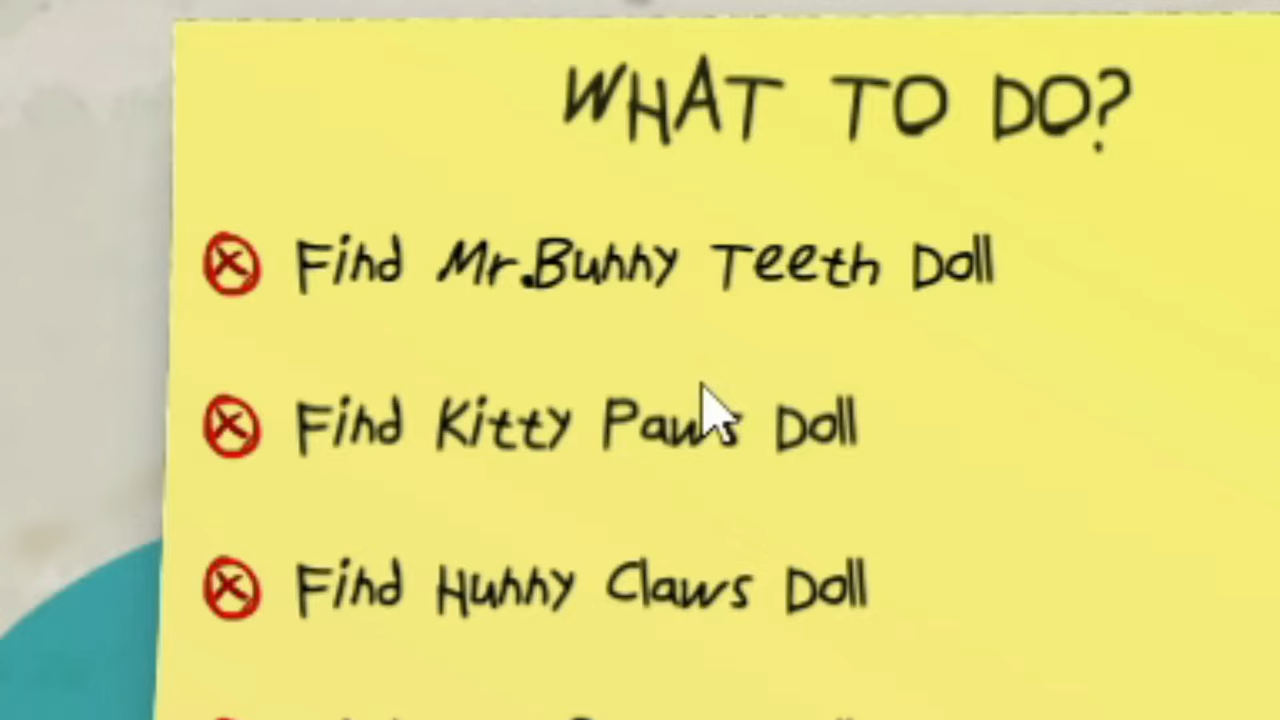 WHAT TO DO?
Find Mr.Bunny Teeth Doll
Find Kitty Paws Doll
Find Hunny Claws Doll